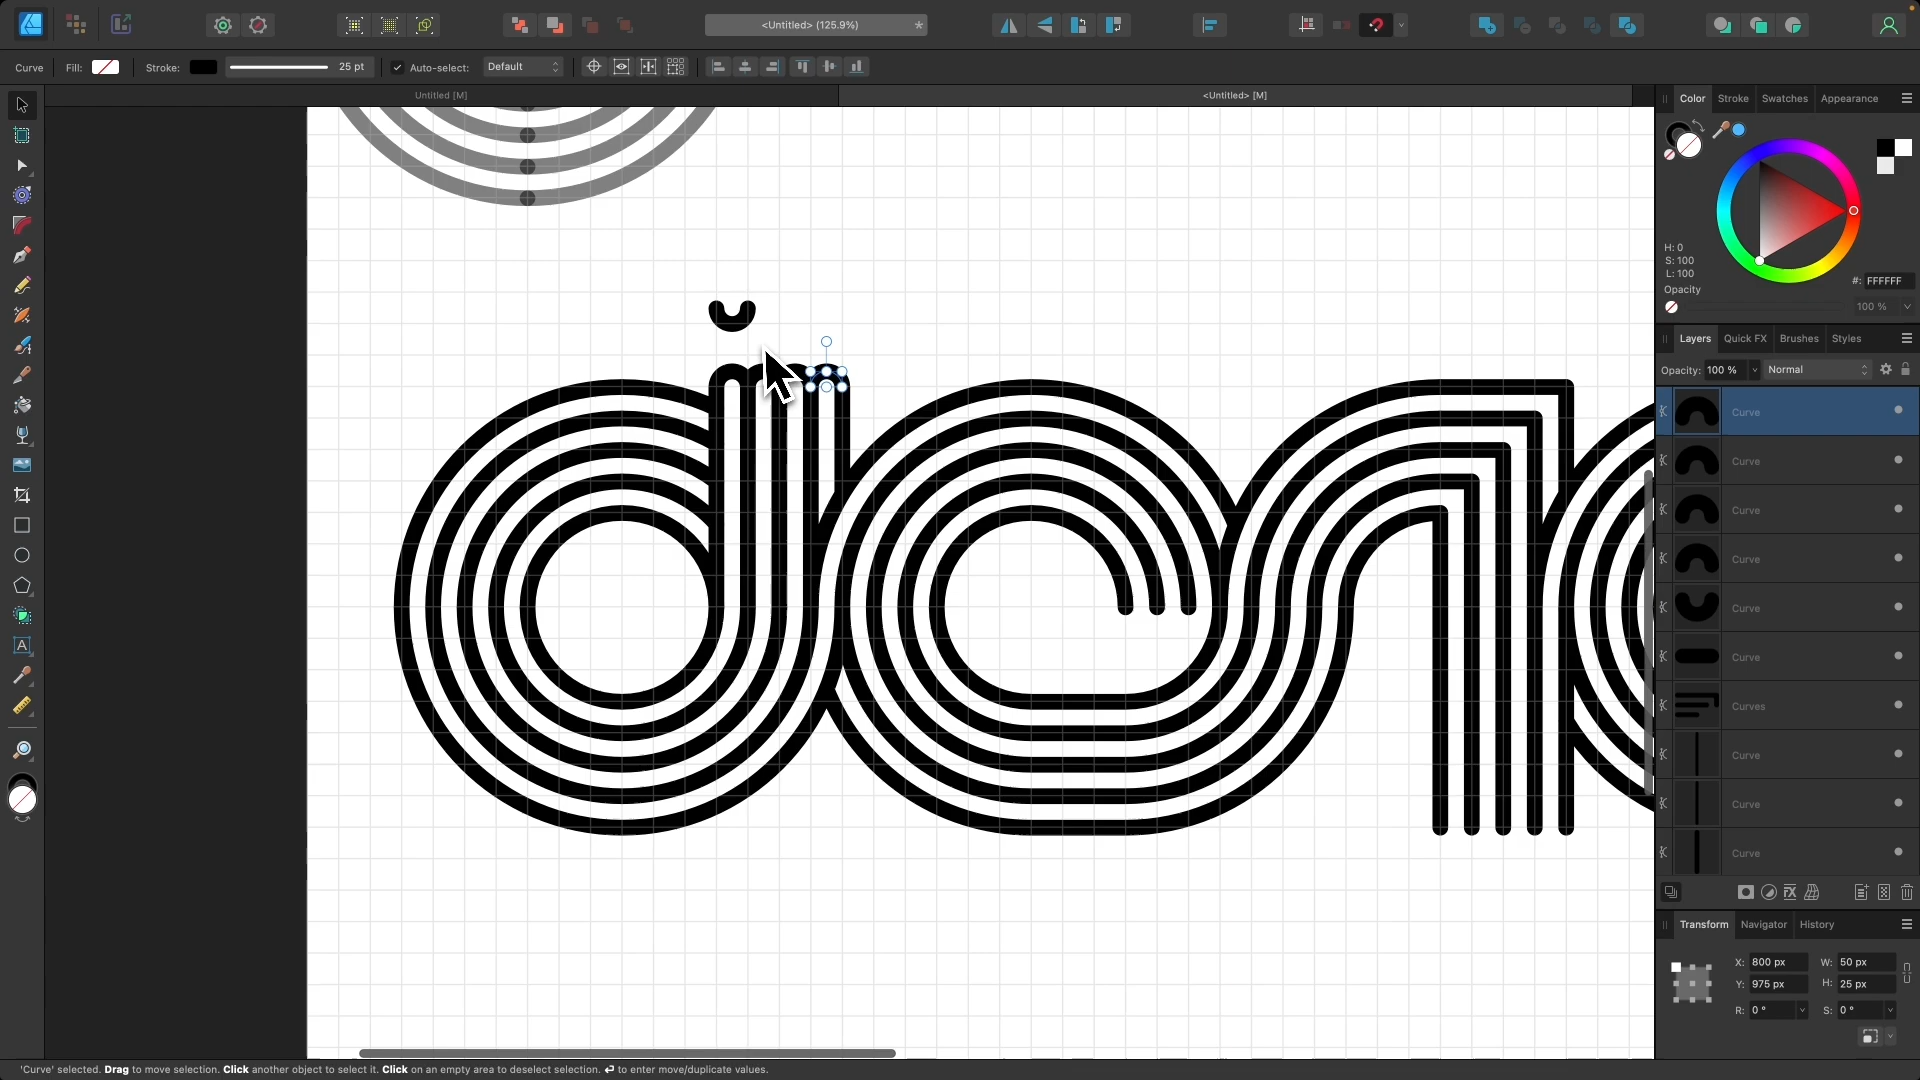 <Untitled> (125.9%)
*
Curve
Fill:
Stroke:
25 pt
Auto-select:
Default
Untitled [M]
<Untitled> [M]
Color
Stroke
Swatches
Appearance
H: 0
S: 100
L: 100
#: FFFFFF
Opacity
100 %
Layers
Quick FX
Brushes
Styles
Opacity: 100 %
Normal
Curve
Curve
Curve
Curve
Curve
Curve
Curves
Curve
Curve
Curve
Transform
Navigator
History
X: 800 px
W: 50 px
Y: 975 px
H: 25 px
R: 0 °
S: 0 °
'Curve' selected. Drag to move selection. Click another object to select it. Click on an empty area to deselect selection. ⏎ to enter move/duplicate values.